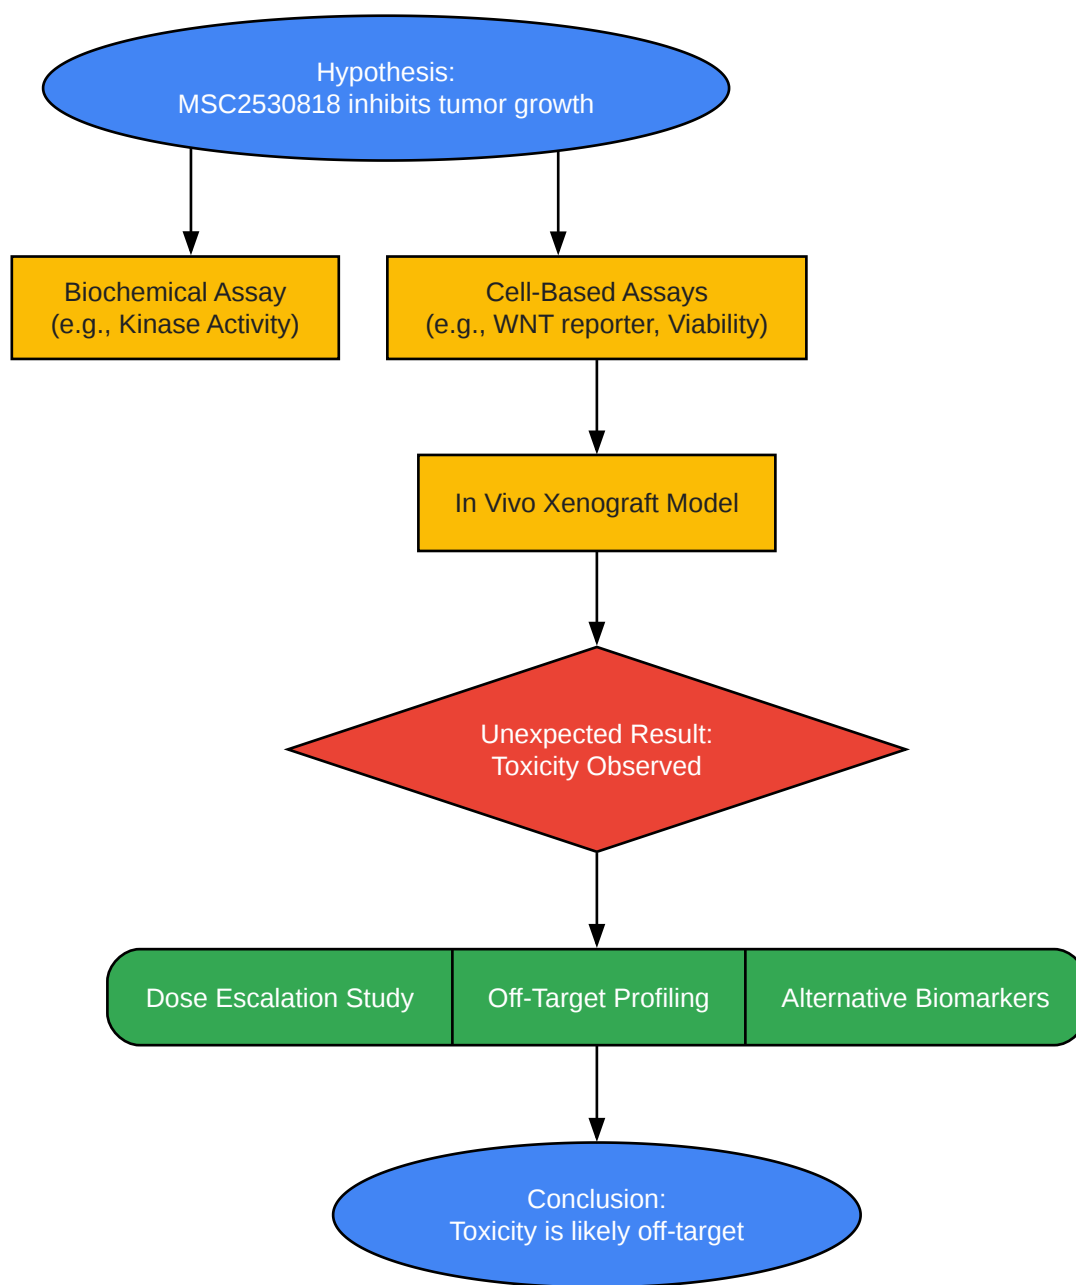 Hypothesis:
MSC2530818 inhibits tumor growth
Biochemical Assay
(e.g., Kinase Activity)
Cell-Based Assays
(e.g., WNT reporter, Viability)
In Vivo Xenograft Model
Unexpected Result:
Toxicity Observed
Dose Escalation Study
Off-Target Profiling
Alternative Biomarkers
Conclusion:
Toxicity is likely off-target